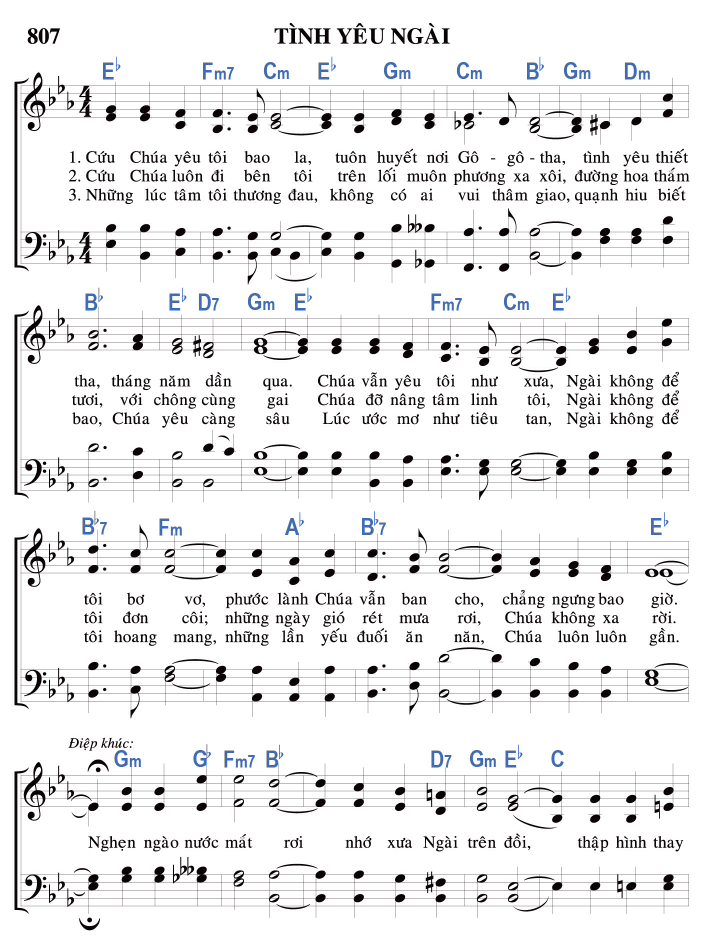 807 TÌNH YÊU NGÀI
E♭ Fm7 Cm E♭ Gm Cm B♭ Gm Dm
1. Cứu Chúa yêu tôi bao la, tuôn huyết nơi Gô - gô - tha, tình yêu thiết
2. Cứu Chúa luôn đi bên tôi trên lối muôn phương xa xôi, đường hoa thắm
3. Những lúc tâm tôi thương đau, không có ai vui thâm giao, quạnh hiu biết
B♭ E♭ D7 Gm E♭ Fm7 Cm E♭
tha, tháng năm dần qua. Chúa vẫn yêu tôi như xưa, Ngài không để
tươi, với chông cùng gai Chúa đỡ nâng tâm linh tôi, Ngài không để
bao, Chúa yêu càng sâu Lúc ước mơ như tiêu tan, Ngài không để
B♭7 Fm A♭ B♭7 E♭
tôi bơ vơ, phước lành Chúa vẫn ban cho, chẳng ngưng bao giờ.
tôi đơn côi; những ngày gió rét mưa rơi, Chúa không xa rời.
tôi hoang mang, những lần yếu đuối ăn năn, Chúa luôn luôn gần.
Điệp khúc:
Gm G♭ Fm7 B♭ D7 Gm E♭ C
Nghẹn ngào nước mắt rơi nhớ xưa Ngài trên đồi, thập hình thay